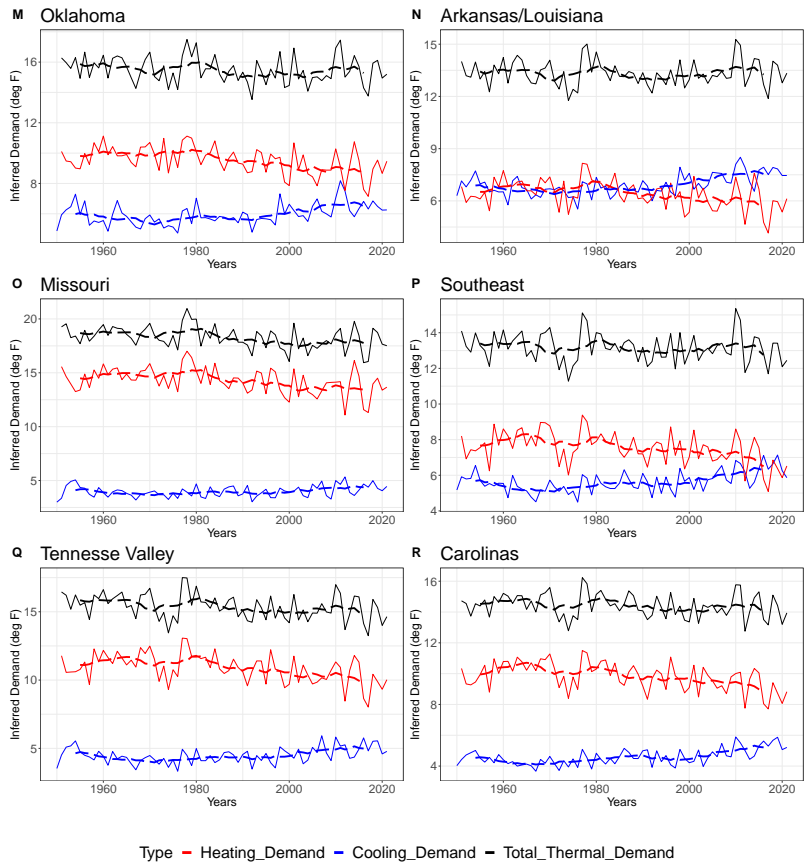 M Oklahoma
N Arkansas/Louisiana
Inferred Demand (deg F)
16
12
8
1960 1980 2000 2020
Years
Inferred Demand (deg F)
15
12
9
6
1960 1980 2000 2020
Years
O Missouri
P Southeast
Inferred Demand (deg F)
20
15
10
5
1960 1980 2000 2020
Years
Inferred Demand (deg F)
14
12
10
8
6
4
1960 1980 2000 2020
Years
Q Tennesse Valley
R Carolinas
Inferred Demand (deg F)
15
10
5
1960 1980 2000 2020
Years
Inferred Demand (deg F)
16
12
8
4
1960 1980 2000 2020
Years
Type Heating_Demand Cooling_Demand Total_Thermal_Demand